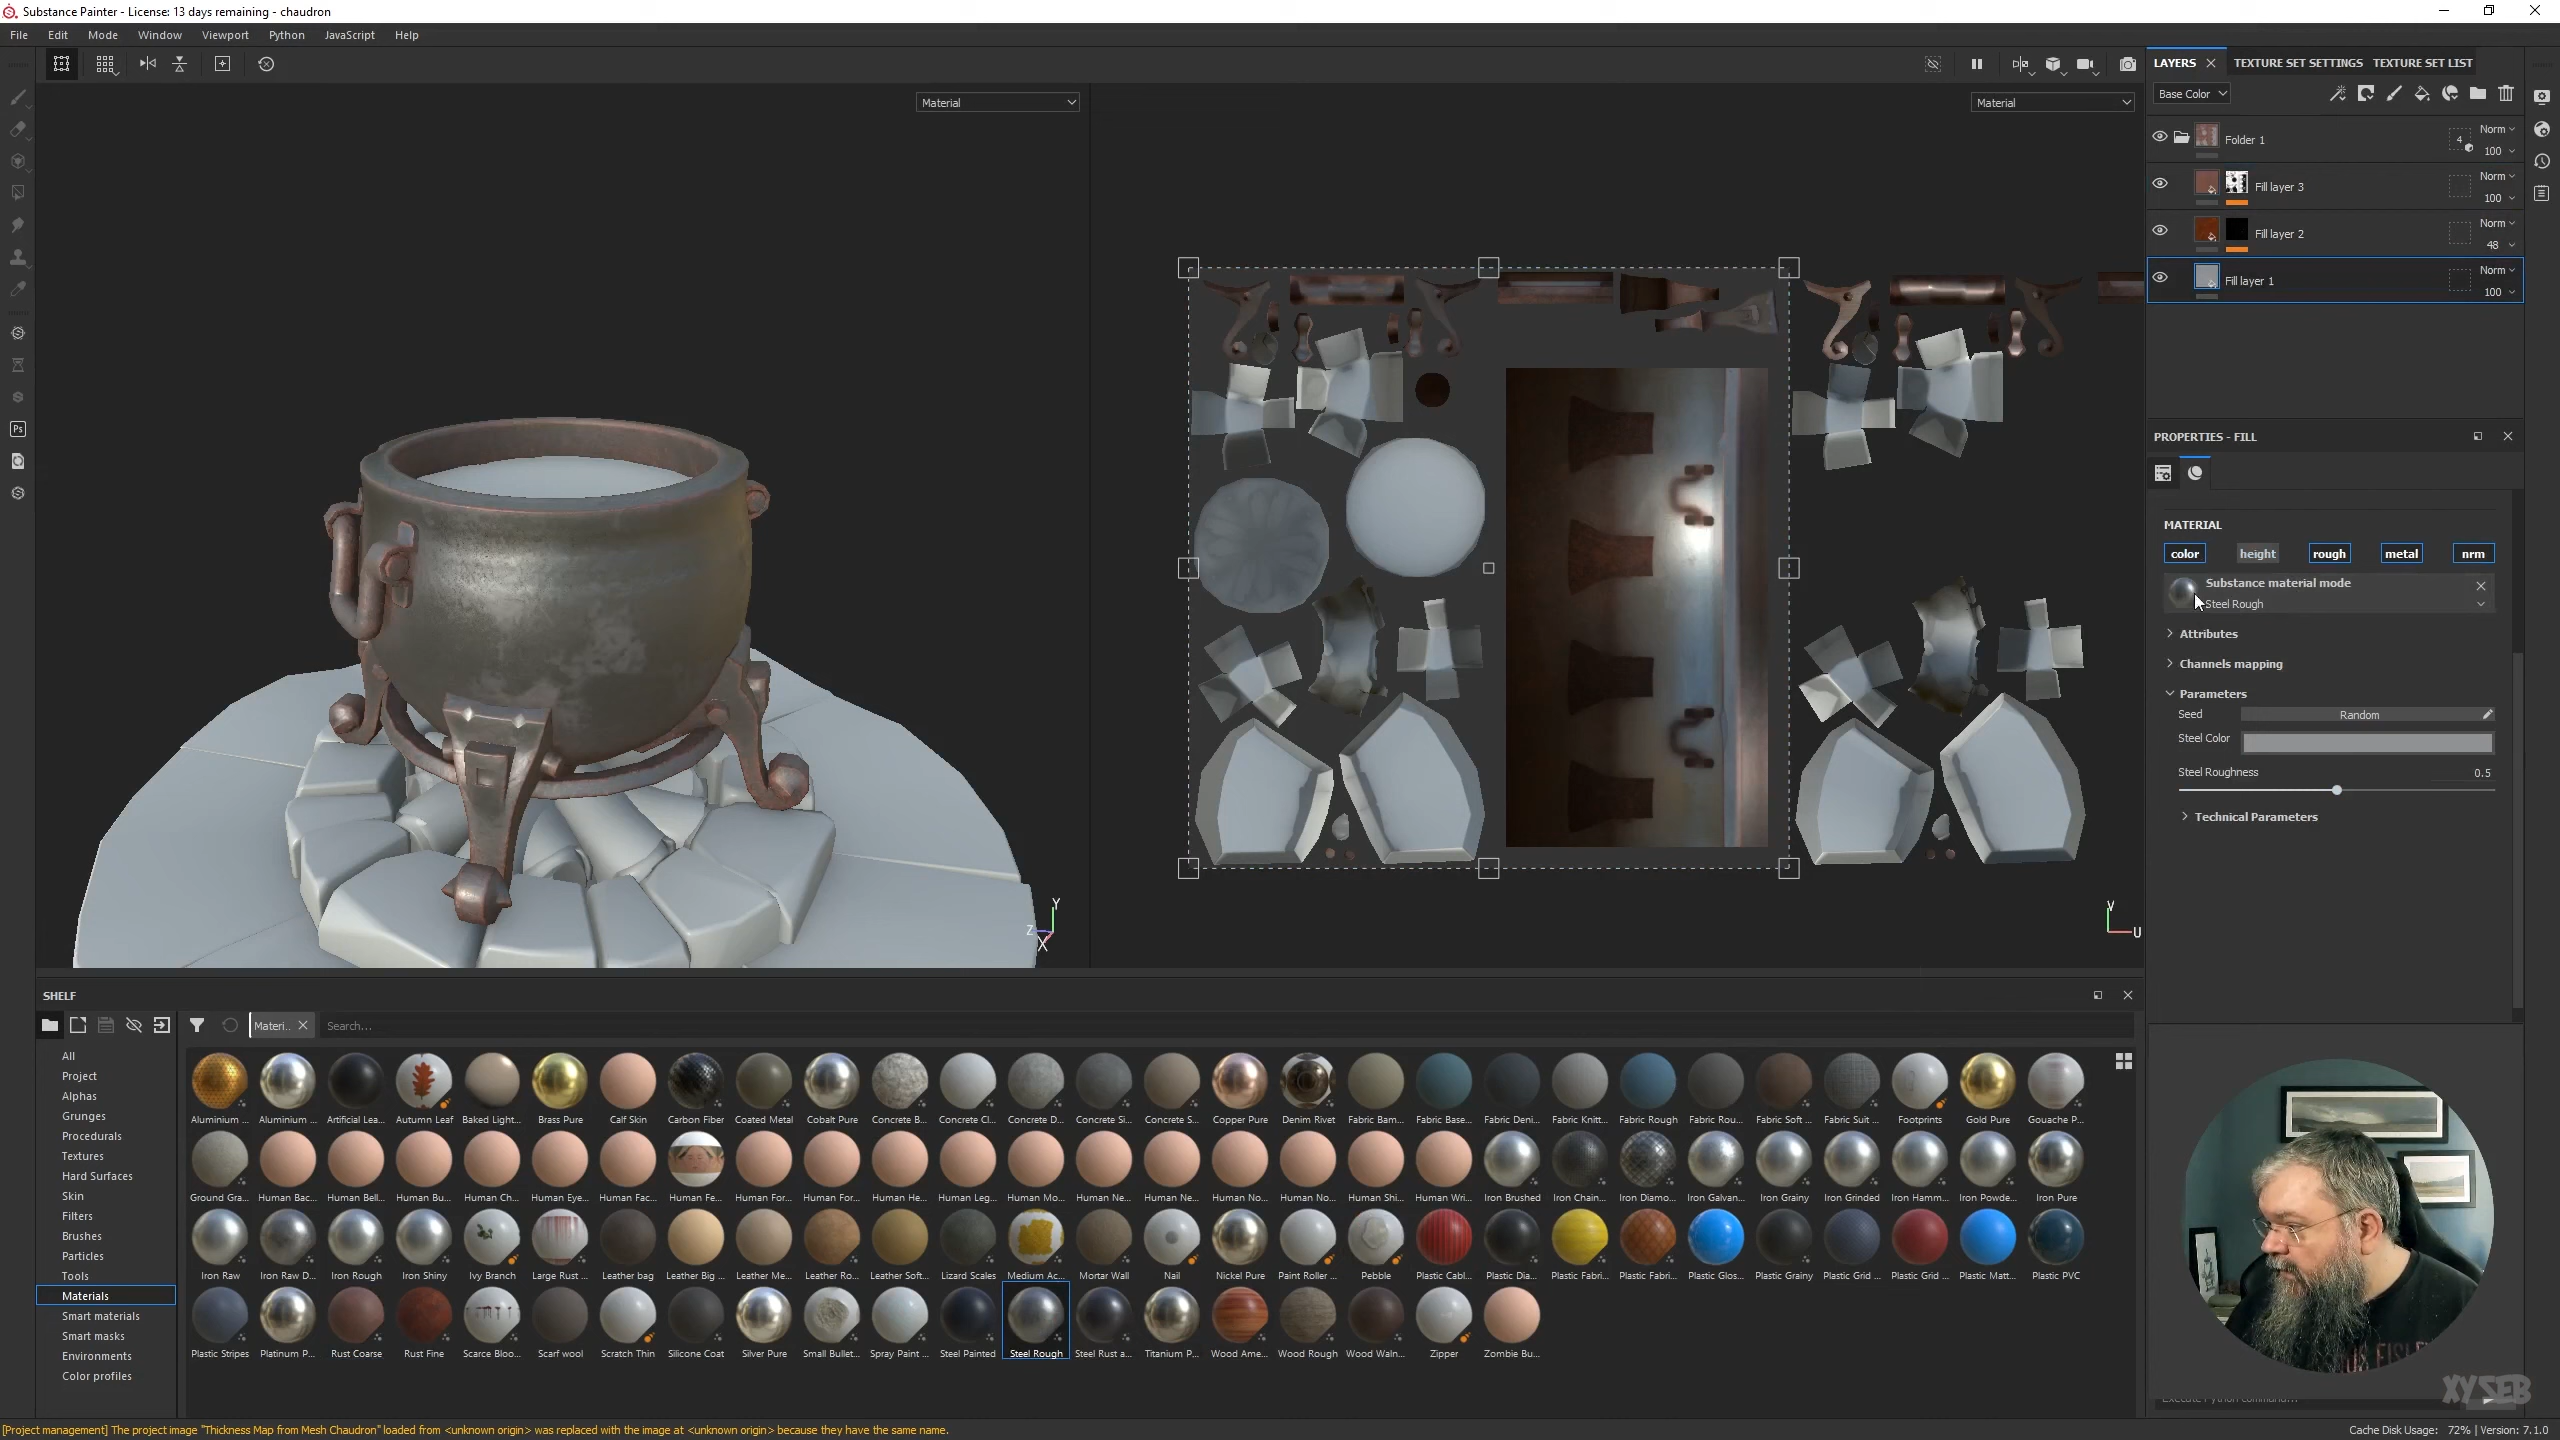 Substance Painter - License: 13 days remaining - chaudron
File Edit Mode Window Viewport Python JavaScript Help
Material
Material
LAYERS TEXTURE SET SETTINGS TEXTURE SET LIST
Base Color
Folder 1 4 Norm 100
Fill layer 3 Norm 100
Fill layer 2 Norm 48
Fill layer 1 Norm 100
PROPERTIES - FILL
MATERIAL
color height rough metal nrm
Substance material mode
Steel Rough
Attributes
Channels mapping
Parameters
Seed Random
Steel Color
Steel Roughness 0.5
Technical Parameters
Y
Z
X
V
U
Ps
SHELF
Materi.. Search...
All
Project
Alphas
Grunges
Procedurals
Textures
Hard Surfaces
Skin
Filters
Brushes
Particles
Tools
Materials
Smart materials
Smart masks
Environments
Color profiles
Aluminium ... Aluminium ... Artificial Lea... Autumn Leaf Baked Light... Brass Pure Calf Skin Carbon Fiber Coated Metal Cobalt Pure Concrete B... Concrete Cl... Concrete D... Concrete Si... Concrete S... Copper Pure Denim Rivet Fabric Bam... Fabric Base... Fabric Deni... Fabric Knitt... Fabric Rough Fabric Rou... Fabric Soft ... Fabric Suit ... Footprints Gold Pure Gouache P...
Ground Gra... Human Bac... Human Bell... Human Bu... Human Ch... Human Eye... Human Fac... Human Fe... Human For... Human For... Human He... Human Leg... Human Mo... Human Ne... Human Ne... Human No... Human No... Human Shi... Human Wri... Iron Brushed Iron Chain... Iron Diamo... Iron Galvan... Iron Grainy Iron Grinded Iron Hamm... Iron Powde... Iron Pure
Iron Raw Iron Raw D... Iron Rough Iron Shiny Ivy Branch Large Rust ... Leather bag Leather Big ... Leather Me... Leather Ro... Leather Soft... Lizard Scales Medium Ac... Mortar Wall Nail Nickel Pure Paint Roller ... Pebble Plastic Cabl... Plastic Dia... Plastic Fabri... Plastic Fabri... Plastic Glos... Plastic Grainy Plastic Grid ... Plastic Grid ... Plastic Matt... Plastic PVC
Plastic Stripes Platinum P... Rust Coarse Rust Fine Scarce Bloo... Scarf wool Scratch Thin Silicone Coat Silver Pure Small Bullet... Spray Paint ... Steel Painted Steel Rough Steel Rust a... Titanium P... Wood Ame... Wood Rough Wood Waln... Zipper Zombie Bu...
XYSEB
[Project management] The project image "Thickness Map from Mesh Chaudron" loaded from <unknown origin> was replaced with the image at <unknown origin> because they have the same name.
Cache Disk Usage: 72% | Version: 7.1.0